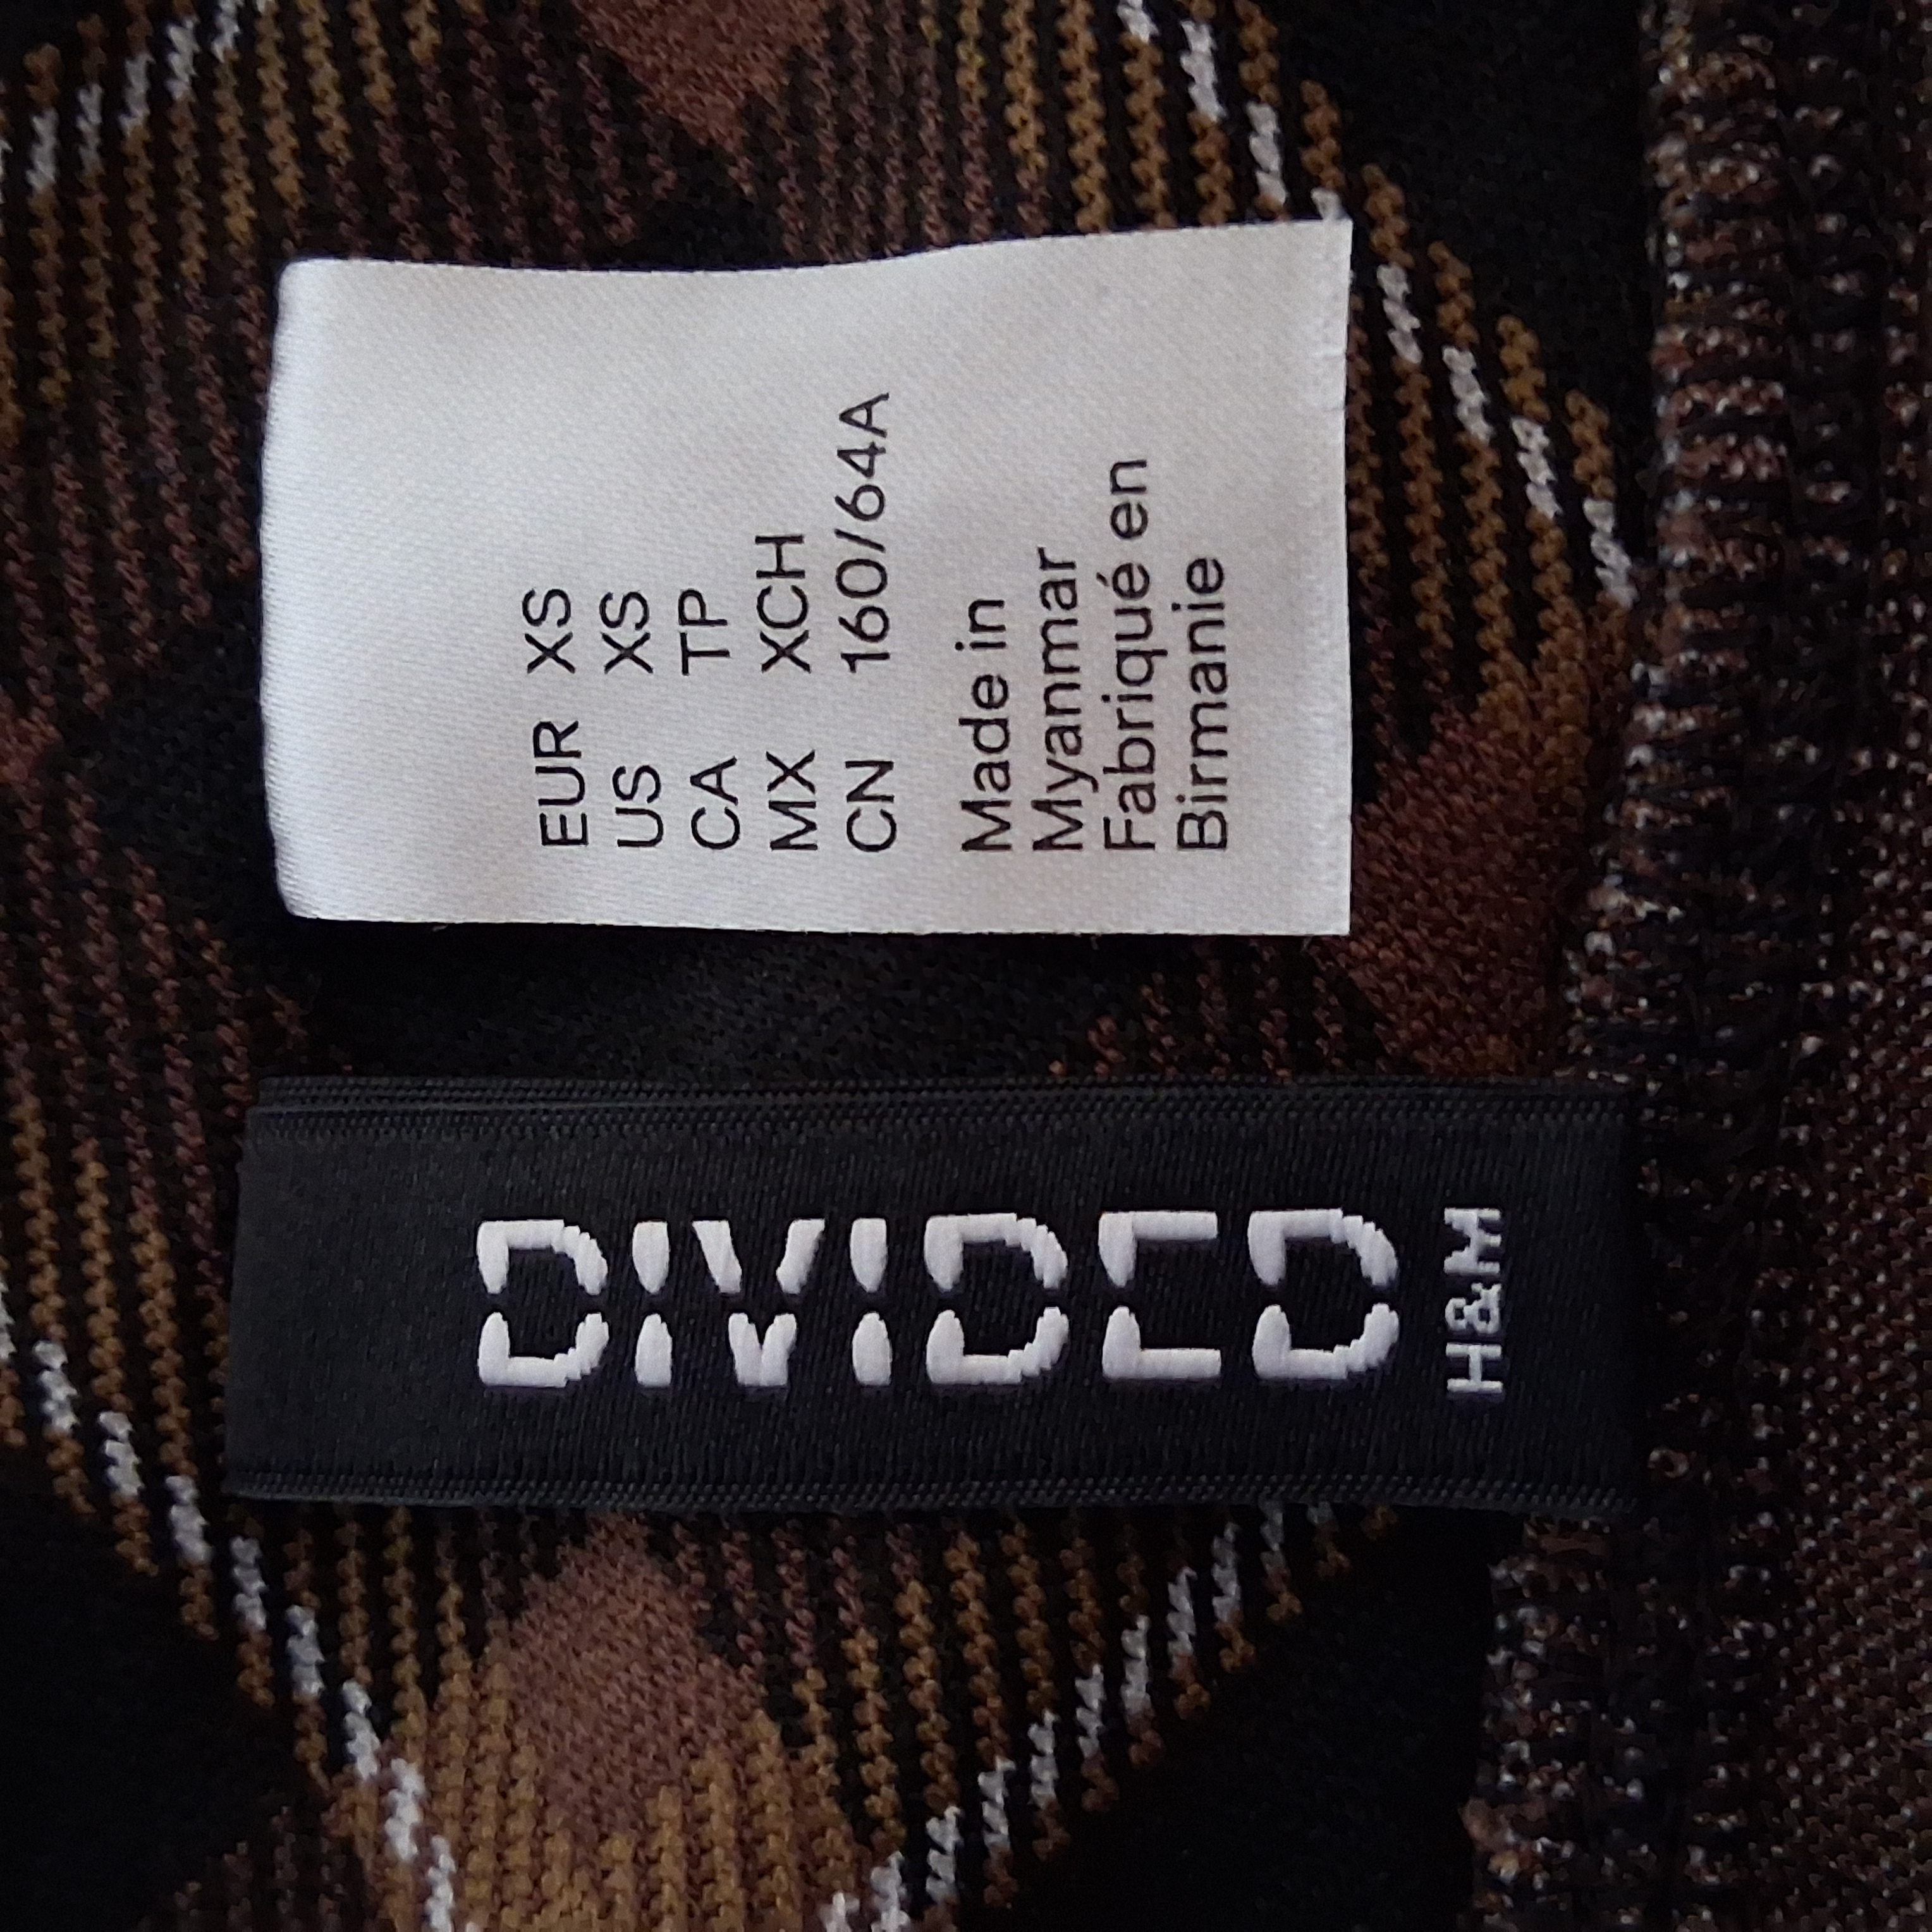 EUR XS
US XS
CA TP
MX XCH
CN 160/64A
Made in
Myanmar
Fabriqué en
Birmanie
DIVIDED
H&M